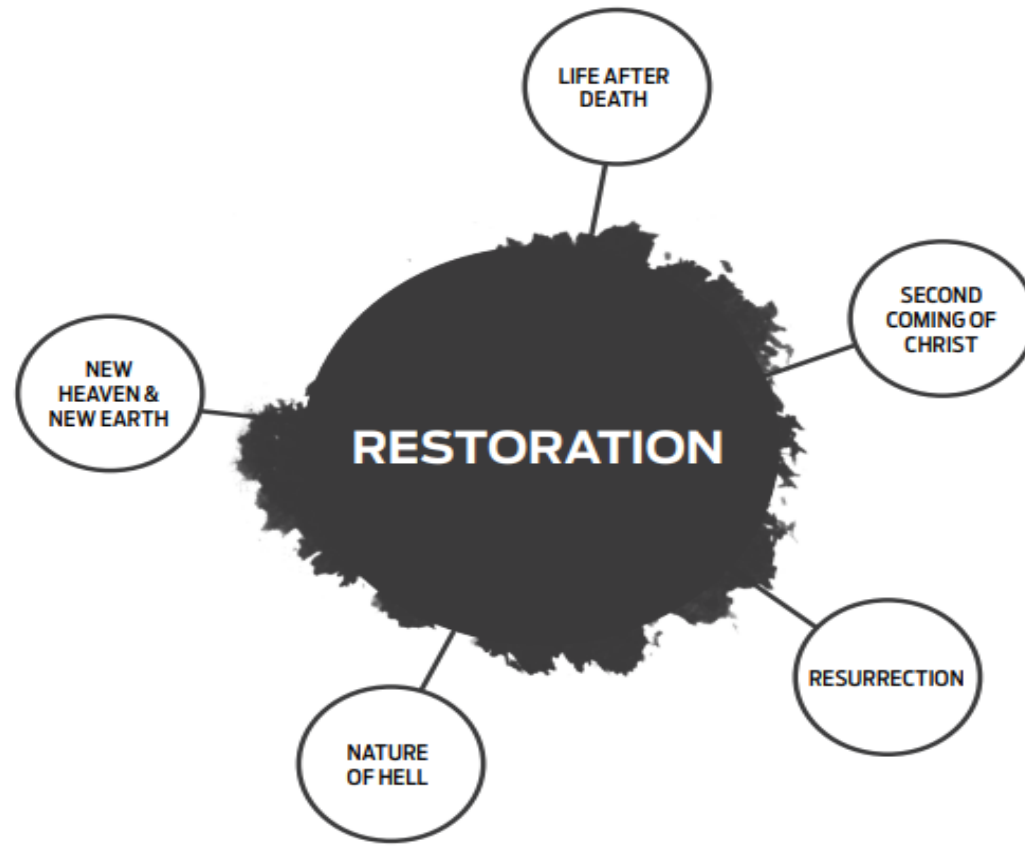 LIFE AFTER
DEATH
SECOND
COMING OF
CHRIST
NEW
HEAVEN &
NEW EARTH
RESTORATION
RESURRECTION
NATURE
OF HELL